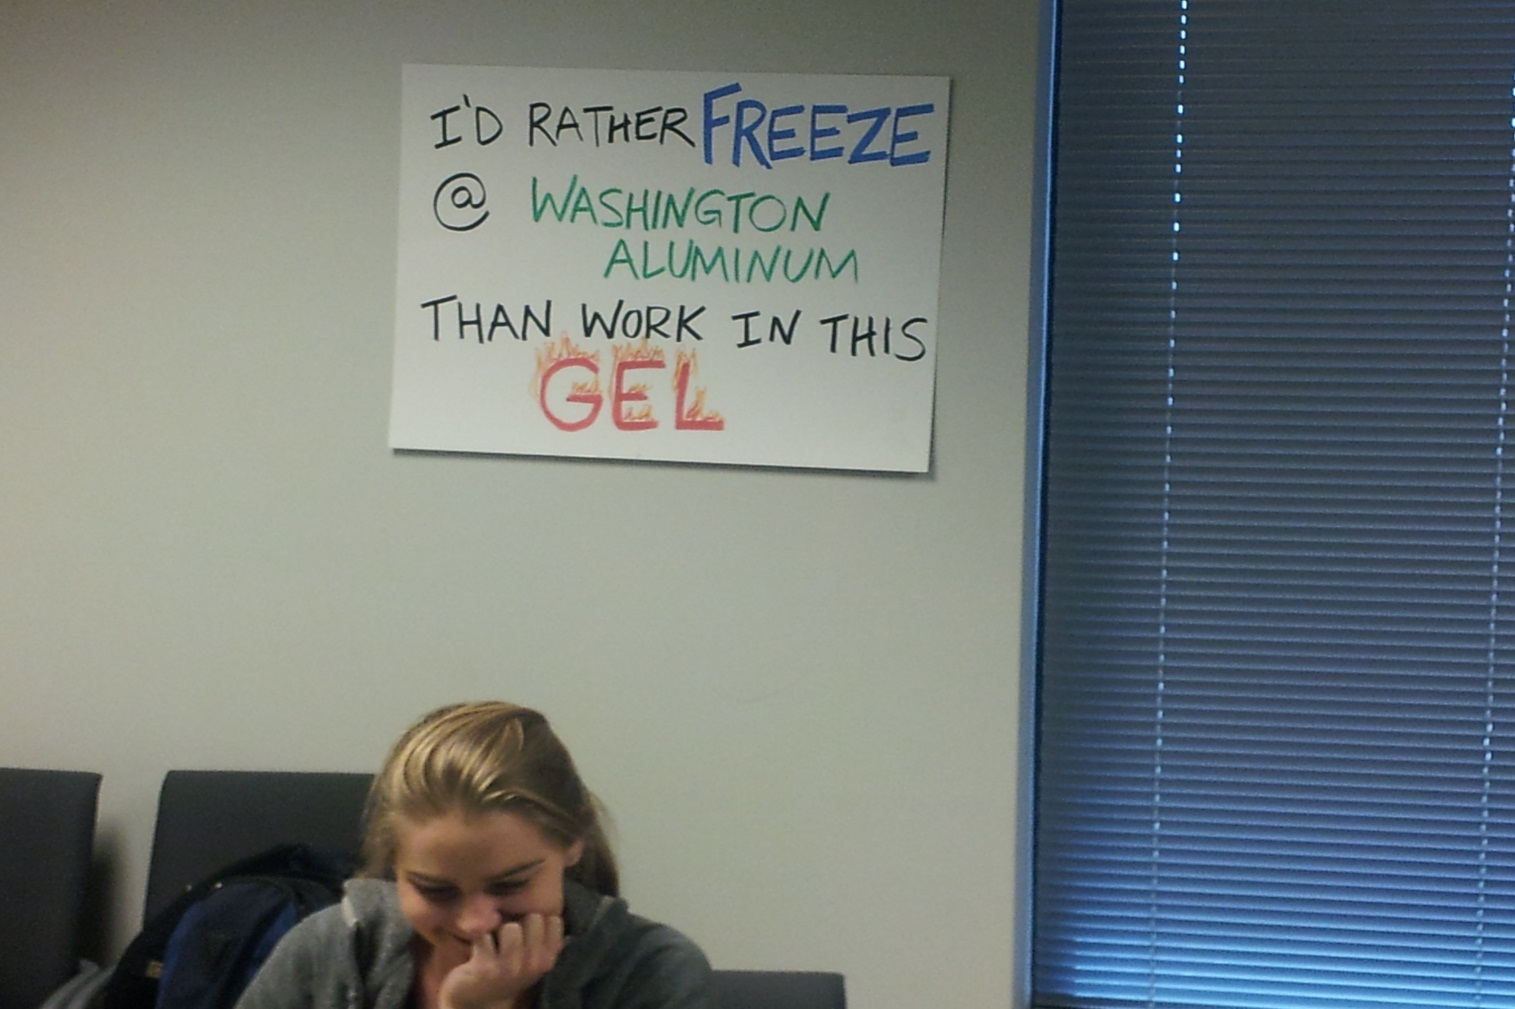 I'D RATHER FREEZE
@ WASHINGTON
ALUMINUM
THAN WORK IN THIS
GEL